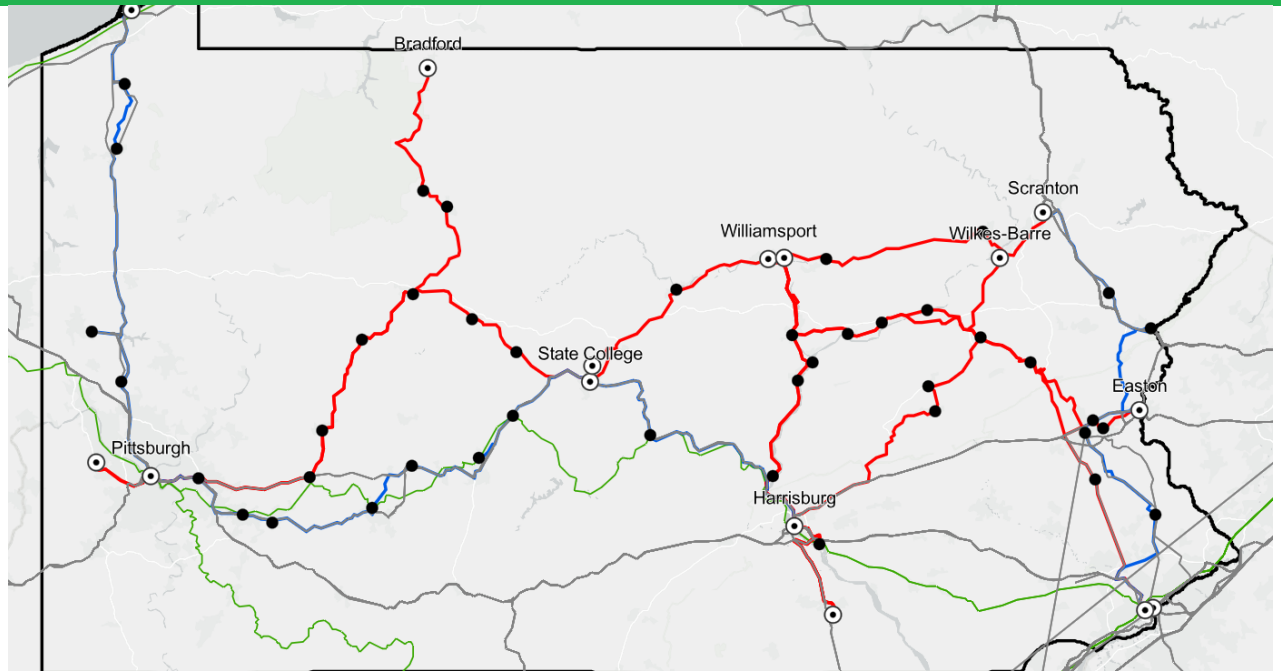 Bradford
Scranton
Williamsport
Wilkes-Barre
State College
Easton
Pittsburgh
Harrisburg